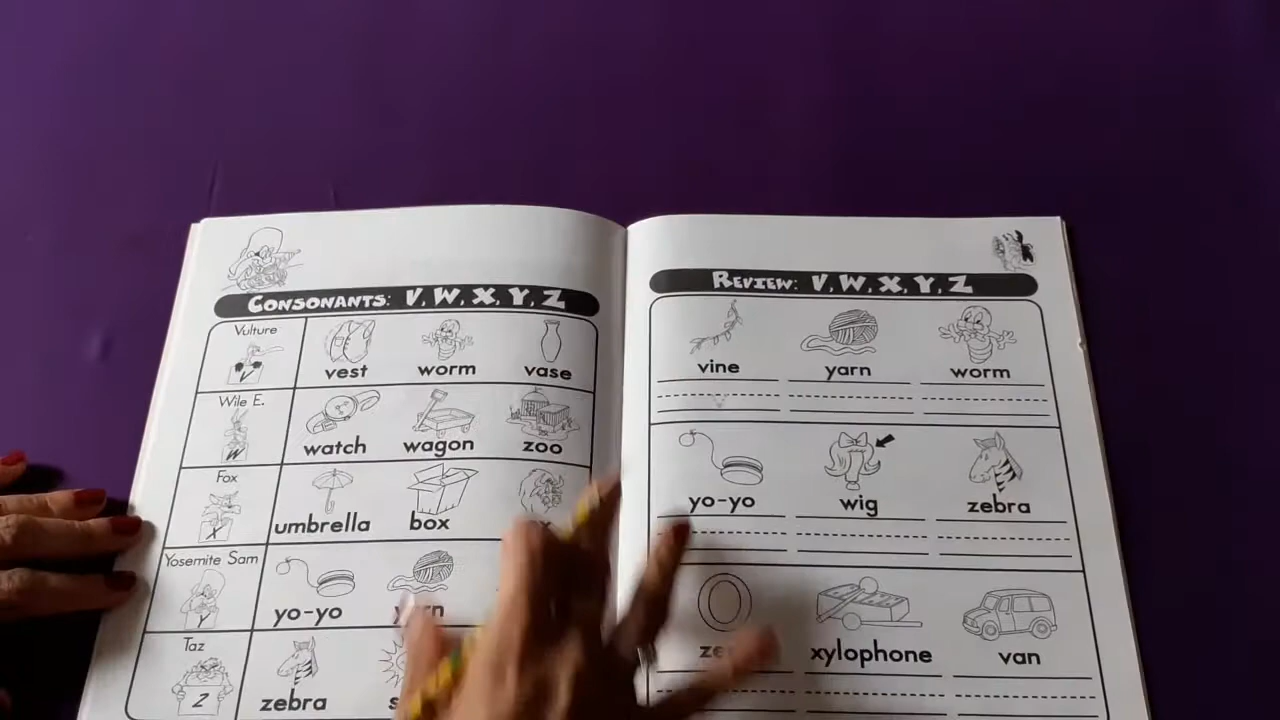 CONSONANTS: V, W, X, Y, Z
Vulture
V
vest worm vase
Wile E.
W
watch wagon zoo
Fox
X
umbrella box
Yosemite Sam
Y
yo-yo yarn
Taz
Z
zebra
REVIEW: V, W, X, Y, Z
vine yarn worm
yo-yo wig zebra
xylophone van